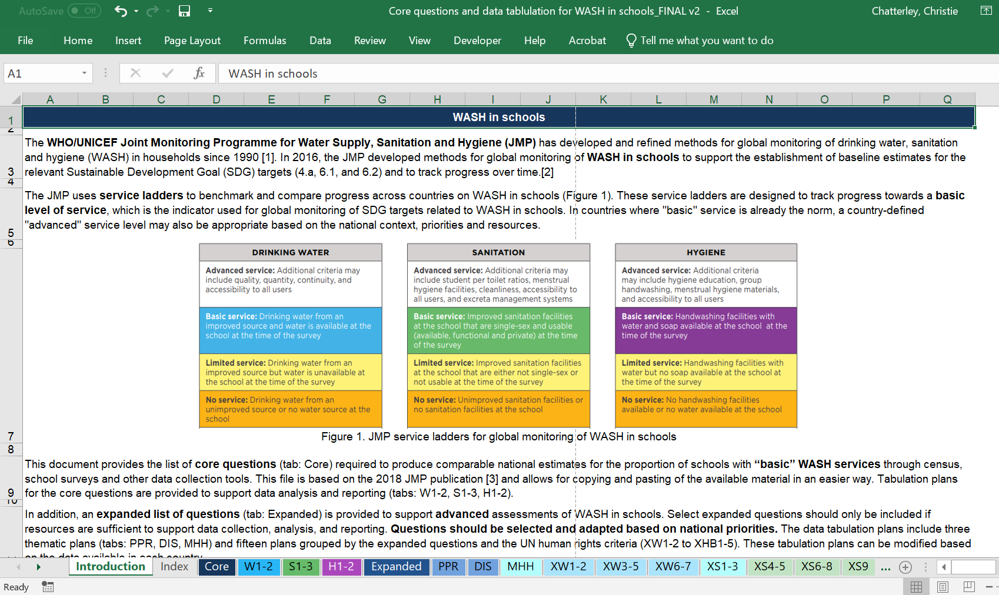 AutoSave Off
Core questions and data tablulation for WASH in schools_FINAL v2 - Excel
Chatterley, Christie
File Home Insert Page Layout Formulas Data Review View Developer Help Acrobat Tell me what you want to do
A1 fx WASH in schools
A B C D E F G H I J K L M N O P Q
1 WASH in schools
2
The WHO/UNICEF Joint Monitoring Programme for Water Supply, Sanitation and Hygiene (JMP) has developed and refined methods for global monitoring of drinking water, sanitation
and hygiene (WASH) in households since 1990 [1]. In 2016, the JMP developed methods for global monitoring of WASH in schools to support the establishment of baseline estimates for the
3 relevant Sustainable Development Goal (SDG) targets (4.a, 6.1, and 6.2) and to track progress over time.[2]
4
The JMP uses service ladders to benchmark and compare progress across countries on WASH in schools (Figure 1). These service ladders are designed to track progress towards a basic
level of service, which is the indicator used for global monitoring of SDG targets related to WASH in schools. In countries where "basic" service is already the norm, a country-defined
5 "advanced" service level may also be appropriate based on the national context, priorities and resources.
6
DRINKING WATER
Advanced service: Additional criteria may
include quality, quantity, continuity, and
accessibility to all users
Basic service: Drinking water from an
improved source and water is available at the
school at the time of the survey
Limited service: Drinking water from an
improved source but water is unavailable at
the school at the time of the survey
No service: Drinking water from an
unimproved source or no water source at the
school
SANITATION
Advanced service: Additional criteria may
include student per toilet ratios, menstrual
hygiene facilities, cleanliness, accessibility to
all users, and excreta management systems
Basic service: Improved sanitation facilities
at the school that are single-sex and usable
(available, functional and private) at the time
of the survey
Limited service: Improved sanitation facilities
at the school that are either not single-sex or
not usable at the time of the survey
No service: Unimproved sanitation facilities or
no sanitation facilities at the school
HYGIENE
Advanced service: Additional criteria
may include hygiene education, group
handwashing, menstrual hygiene materials,
and accessibility to all users
Basic service: Handwashing facilities with
water and soap available at the school at the
time of the survey
Limited service: Handwashing facilities with
water but no soap available at the school at
the time of the survey
No service: No handwashing facilities
available or no water available at the school
7 Figure 1. JMP service ladders for global monitoring of WASH in schools
8
This document provides the list of core questions (tab: Core) required to produce comparable national estimates for the proportion of schools with “basic” WASH services through census,
school surveys and other data collection tools. This file is based on the 2018 JMP publication [3] and allows for copying and pasting of the available material in an easier way. Tabulation plans
9 for the core questions are provided to support data analysis and reporting (tabs: W1-2, S1-3, H1-2).
10
In addition, an expanded list of questions (tab: Expanded) is provided to support advanced assessments of WASH in schools. Select expanded questions should only be included if
resources are sufficient to support data collection, analysis, and reporting. Questions should be selected and adapted based on national priorities. The data tabulation plans include three
thematic plans (tabs: PPR, DIS, MHH) and fifteen plans grouped by the expanded questions and the UN human rights criteria (XW1-2 to XHB1-5). These tabulation plans can be modified based
on the data available in each country.
Introduction Index Core W1-2 S1-3 H1-2 Expanded PPR DIS MHH XW1-2 XW3-5 XW6-7 XS1-3 XS4-5 XS6-8 XS9 ...
Ready